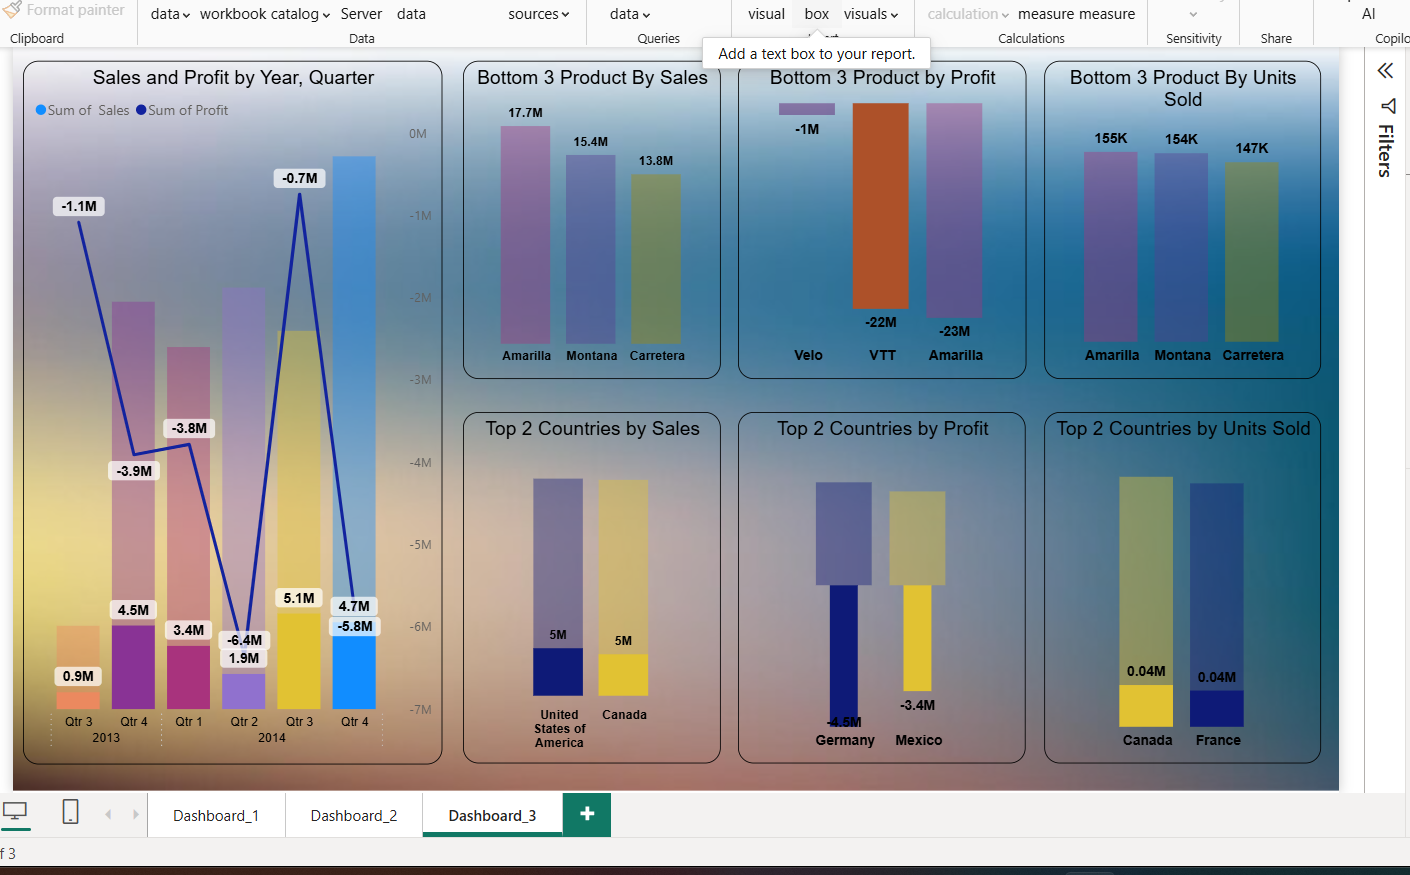 Format painter
data
workbook
catalog
Server
data
sources
data
visual
box
visuals
calculation
measure
measure
AI
Clipboard
Data
Queries
Calculations
Sensitivity
Share
Add a text box to your report.
Sales and Profit by Year, Quarter
Sum of Sales
Sum of Profit
0M
-1M
-2M
-3M
-4M
-5M
-6M
-7M
-1.1M
-3.9M
-3.8M
-6.4M
-0.7M
-5.8M
0.9M
4.5M
3.4M
1.9M
5.1M
4.7M
Qtr 3
Qtr 4
Qtr 1
Qtr 2
Qtr 3
Qtr 4
2013
2014
Bottom 3 Product By Sales
17.7M
15.4M
13.8M
Amarilla
Montana
Carretera
Bottom 3 Product by Profit
-1M
-22M
-23M
Velo
VTT
Amarilla
Bottom 3 Product By Units
Sold
155K
154K
147K
Amarilla
Montana
Carretera
Top 2 Countries by Sales
5M
5M
United
States of
America
Canada
Top 2 Countries by Profit
-4.5M
-3.4M
Germany
Mexico
Top 2 Countries by Units Sold
0.04M
0.04M
Canada
France
Filters
Dashboard_1
Dashboard_2
Dashboard_3
f 3